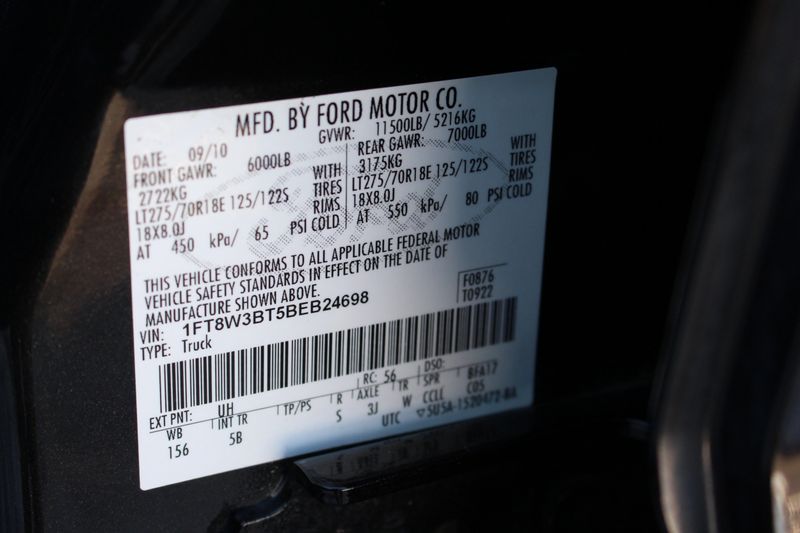 MFD. BY FORD MOTOR CO.
DATE: 09/10 GVWR: 11500LB/ 5216KG
FRONT GAWR: 6000LB REAR GAWR: 7000LB
2722KG WITH 3175KG WITH
LT275/70R18E 125/122S TIRES LT275/70R18E 125/122S TIRES
18X8.0J RIMS 18X8.0J RIMS
AT 450 kPa/ 65 PSI COLD AT 550 kPa/ 80 PSI COLD
THIS VEHICLE CONFORMS TO ALL APPLICABLE FEDERAL MOTOR
VEHICLE SAFETY STANDARDS IN EFFECT ON THE DATE OF
MANUFACTURE SHOWN ABOVE.
F0876
T0922
VIN: 1FT8W3BT5BEB24698
TYPE: Truck
EXT PNT: UH RC: 56 DSO:
WB INT TR TP/PS R AXLE TR SPR BFA17
156 5B S 3J W CCLL C05
UTC ▽5U5A-1520472-BA